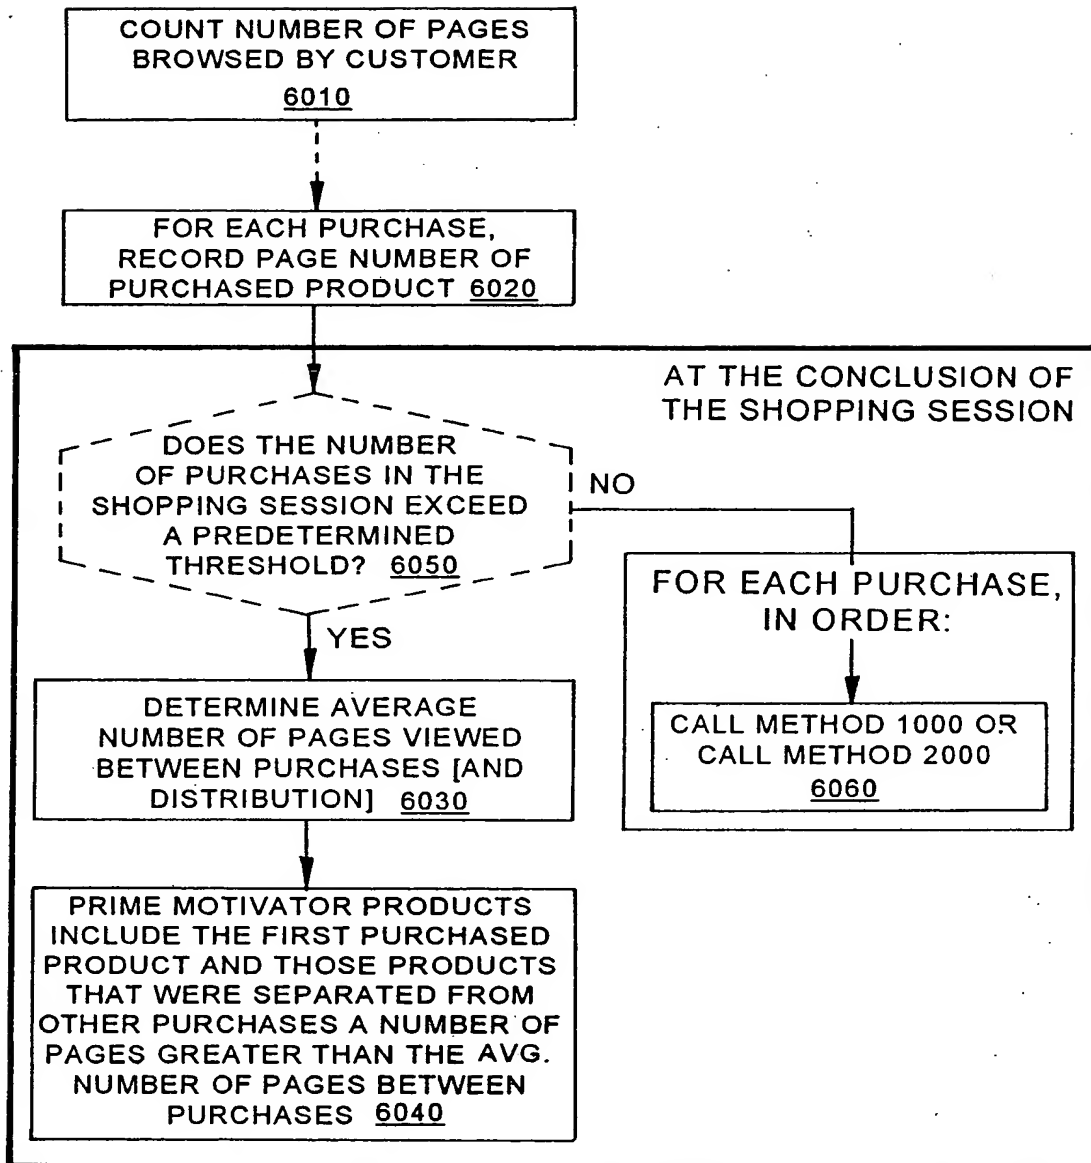 COUNT NUMBER OF PAGES
BROWSED BY CUSTOMER
6010
FOR EACH PURCHASE,
RECORD PAGE NUMBER OF
PURCHASED PRODUCT 6020
AT THE CONCLUSION OF
THE SHOPPING SESSION
DOES THE NUMBER
OF PURCHASES IN THE
SHOPPING SESSION EXCEED
A PREDETERMINED
THRESHOLD? 6050
NO
YES
FOR EACH PURCHASE,
IN ORDER:
CALL METHOD 1000 OR
CALL METHOD 2000
6060
DETERMINE AVERAGE
NUMBER OF PAGES VIEWED
BETWEEN PURCHASES [AND
DISTRIBUTION] 6030
PRIME MOTIVATOR PRODUCTS
INCLUDE THE FIRST PURCHASED
PRODUCT AND THOSE PRODUCTS
THAT WERE SEPARATED FROM
OTHER PURCHASES A NUMBER OF
PAGES GREATER THAN THE AVG.
NUMBER OF PAGES BETWEEN
PURCHASES 6040